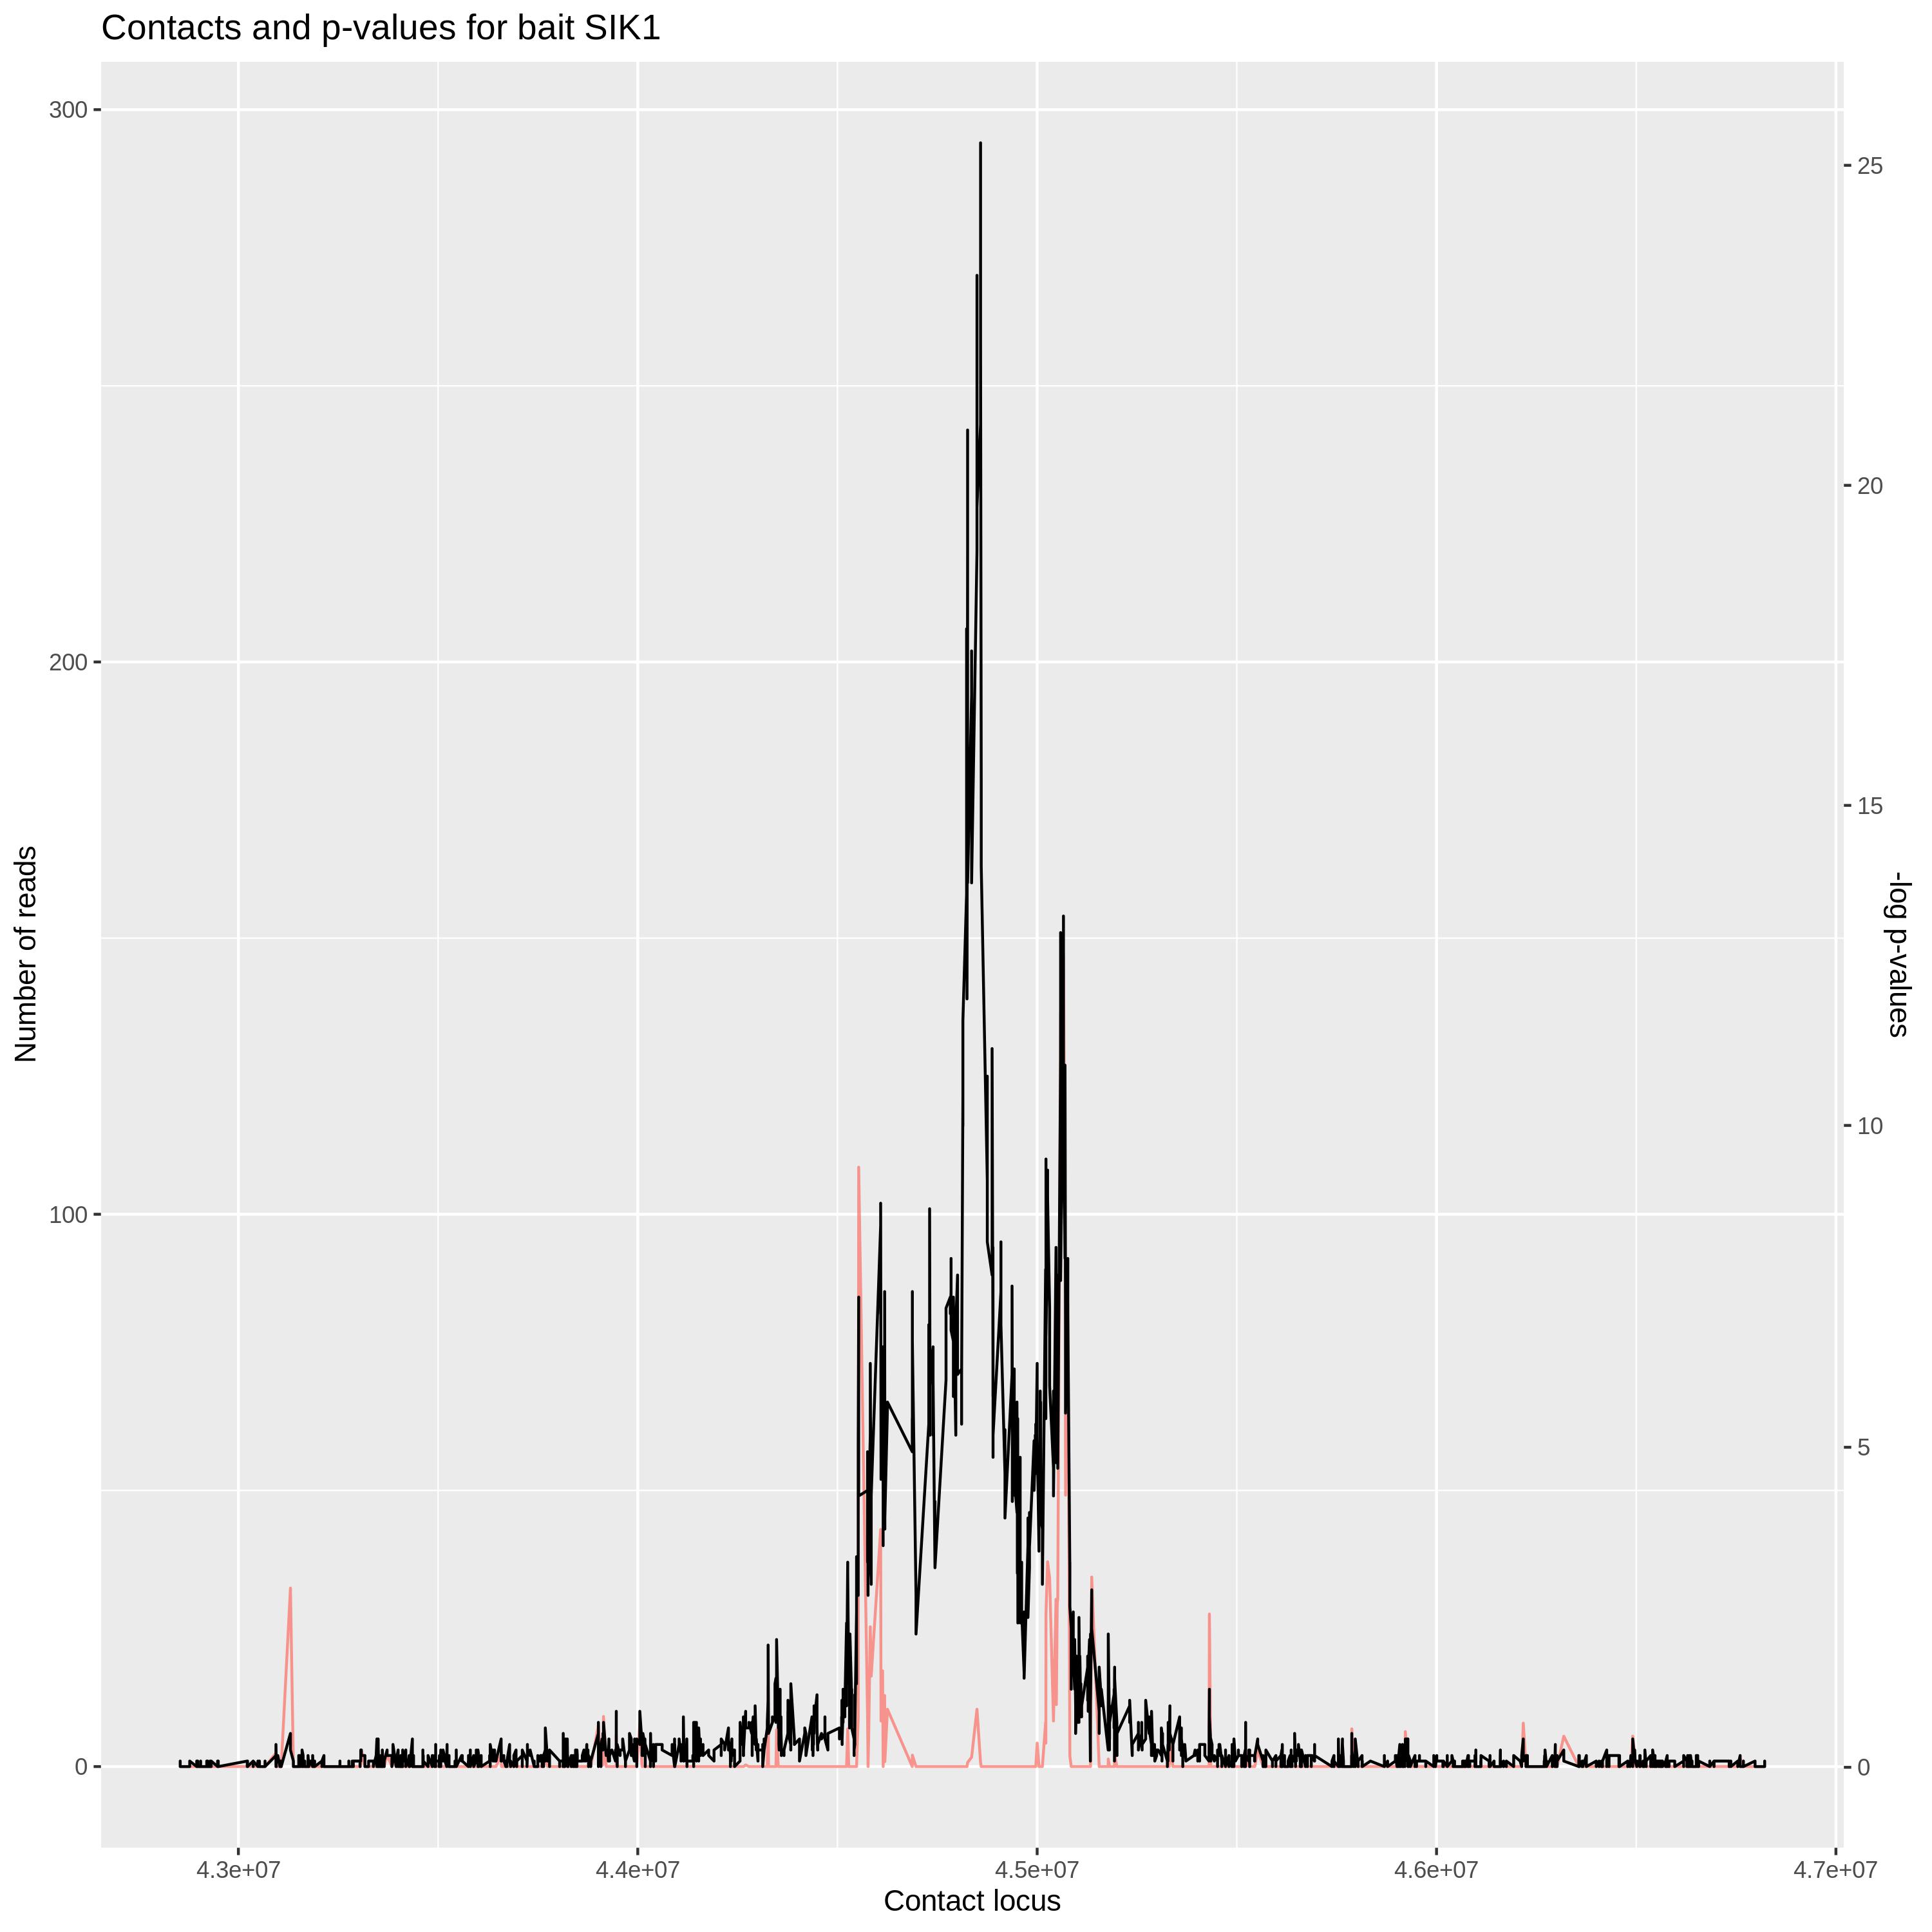 Contacts and p-values for bait SIK1
300
200
100
0
Number of reads
25
20
15
10
5
0
-log p-values
4.3e+07
4.4e+07
4.5e+07
4.6e+07
4.7e+07
Contact locus